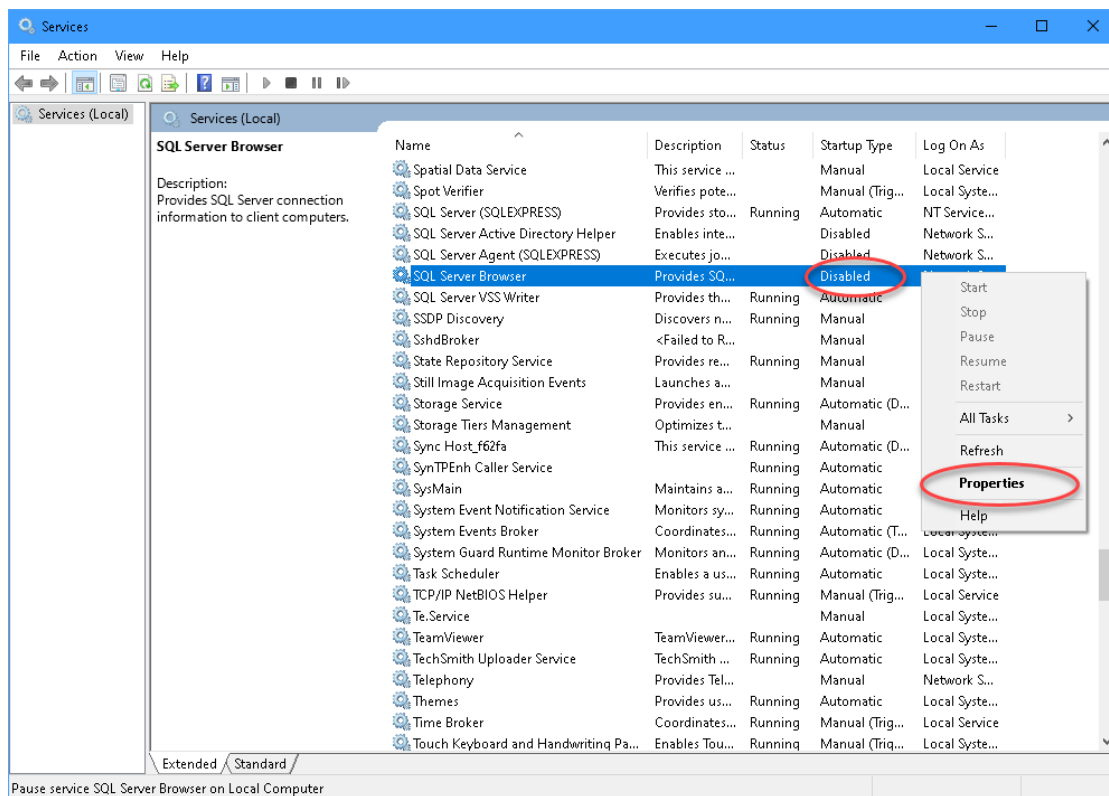 Services
File Action View Help
Services (Local)
Services (Local)
SQL Server Browser
Description:
Provides SQL Server connection
information to client computers.
Name Description Status Startup Type Log On As
Spatial Data Service This service ... Manual Local Service
Spot Verifier Verifies pote... Manual (Trig... Local Syste...
SQL Server (SQLEXPRESS) Provides sto... Running Automatic NT Service...
SQL Server Active Directory Helper Enables inte... Disabled Network S...
SQL Server Agent (SQLEXPRESS) Executes jo... Disabled Network S...
SQL Server Browser Provides SQ... Disabled
SQL Server VSS Writer Provides th... Running Automatic
SSDP Discovery Discovers n... Running Manual
SshdBroker <Failed to R... Manual
State Repository Service Provides re... Running Manual
Still Image Acquisition Events Launches a... Manual
Storage Service Provides en... Running Automatic (D...
Storage Tiers Management Optimizes t... Manual
Sync Host_f62fa This service ... Running Automatic (D...
SynTPEnh Caller Service Running Automatic
SysMain Maintains a... Running Automatic
System Event Notification Service Monitors sy... Running Automatic
System Events Broker Coordinates... Running Automatic (T... Local Syste...
System Guard Runtime Monitor Broker Monitors an... Running Automatic (D... Local Syste...
Task Scheduler Enables a us... Running Automatic Local Syste...
TCP/IP NetBIOS Helper Provides su... Running Manual (Trig... Local Service
Te.Service Manual Local Syste...
TeamViewer TeamViewer... Running Automatic Local Syste...
TechSmith Uploader Service TechSmith ... Running Automatic Local Syste...
Telephony Provides Tel... Manual Network S...
Themes Provides us... Running Automatic Local Syste...
Time Broker Coordinates... Running Manual (Trig... Local Service
Touch Keyboard and Handwriting Pa... Enables Tou... Running Manual (Trig... Local Syste...
Start
Stop
Pause
Resume
Restart
All Tasks
Refresh
Properties
Help
Extended Standard
Pause service SQL Server Browser on Local Computer